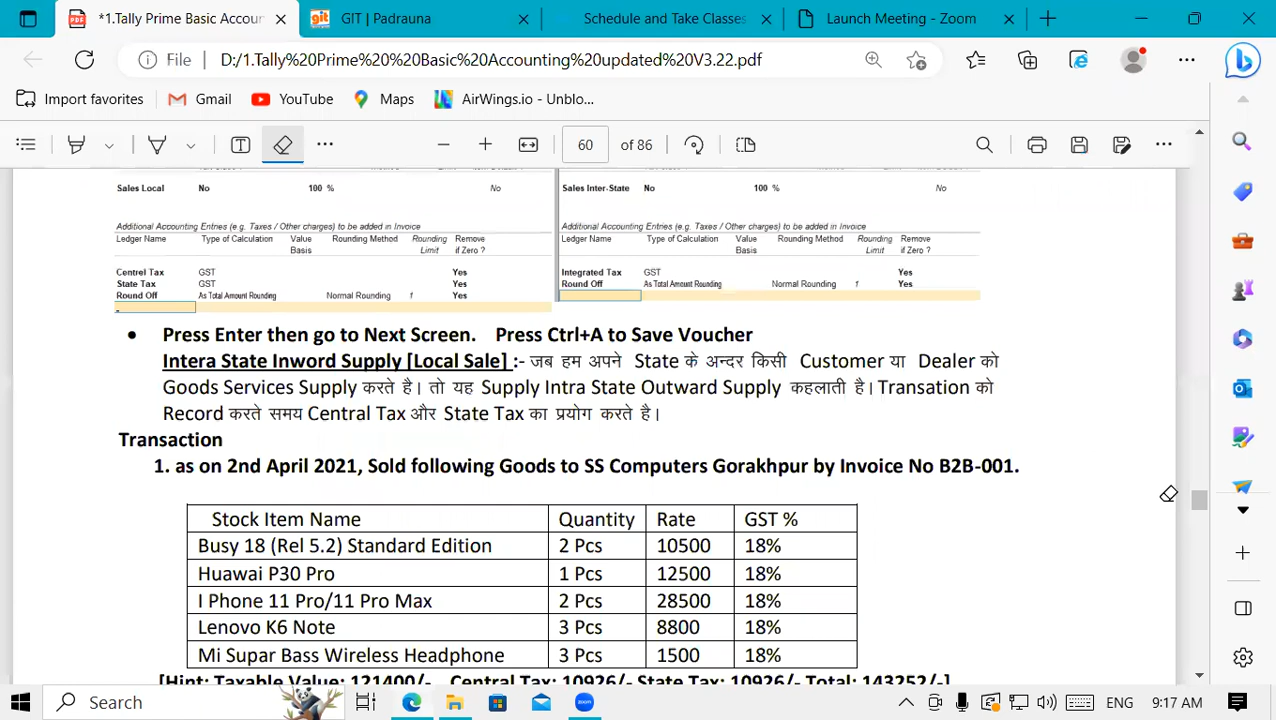 *1.Tally Prime Basic Accoun
GIT | Padrauna
Schedule and Take Classes
Launch Meeting - Zoom
File
D:/1.Tally%20Prime%20%20Basic%20Accounting%20updated%20V3.22.pdf
Import favorites
Gmail
YouTube
Maps
AirWings.io - Unblo...
60 of 86
Sales Local No 100 % No
Sales Inter-State No 100 % No
Additional Accounting Entries (e.g. Taxes / Other charges) to be added in Invoice
Additional Accounting Entries (e.g. Taxes / Other charges) to be added in Invoice
Ledger Name Type of Calculation Value Rounding Method Rounding Remove
Basis Limit if Zero ?
Ledger Name Type of Calculation Value Rounding Method Rounding Remove
Basis Limit if Zero ?
Centrel Tax GST Yes
State Tax GST Yes
Round Off As Total Amount Rounding Normal Rounding 1 Yes
Integrated Tax GST Yes
Round Off As Total Amount Rounding Normal Rounding 1 Yes
• Press Enter then go to Next Screen. Press Ctrl+A to Save Voucher
Intera State Inword Supply [Local Sale] :- जब हम अपने State के अन्दर किसी Customer या Dealer को
Goods Services Supply करते है। तो यह Supply Intra State Outward Supply कहलाती है। Transation को
Record करते समय Central Tax और State Tax का प्रयोग करते है।
Transaction
1. as on 2nd April 2021, Sold following Goods to SS Computers Gorakhpur by Invoice No B2B-001.
Stock Item Name Quantity Rate GST %
Busy 18 (Rel 5.2) Standard Edition 2 Pcs 10500 18%
Huawai P30 Pro 1 Pcs 12500 18%
I Phone 11 Pro/11 Pro Max 2 Pcs 28500 18%
Lenovo K6 Note 3 Pcs 8800 18%
Mi Supar Bass Wireless Headphone 3 Pcs 1500 18%
[Hint: Taxable Value: 121400/- Central Tax: 10926/- State Tax: 10926/- Total: 143252/-]
Search
ENG
9:17 AM